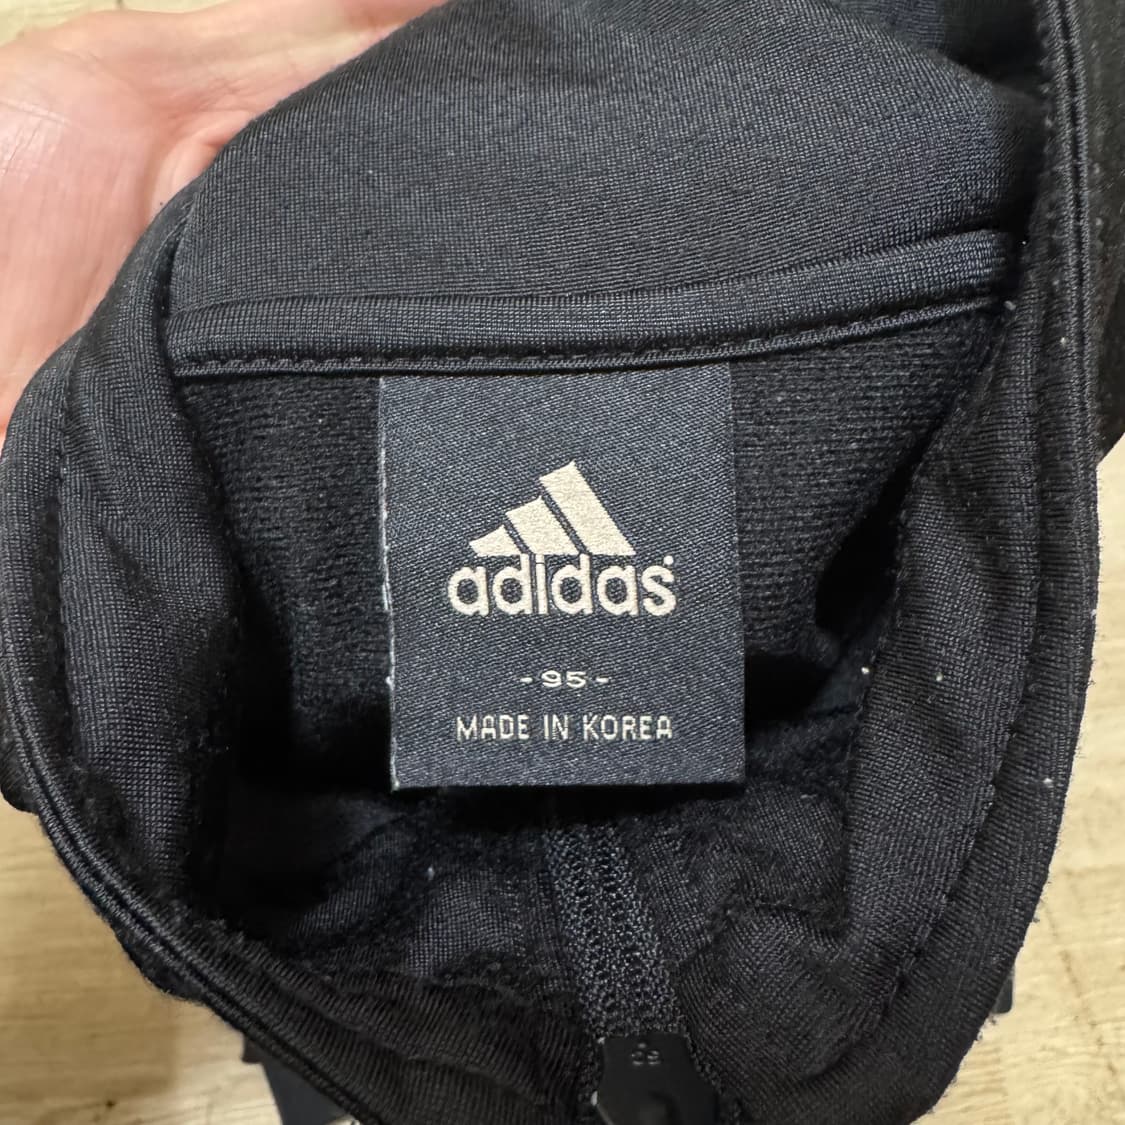 adidas
-95-
MADE IN KOREA